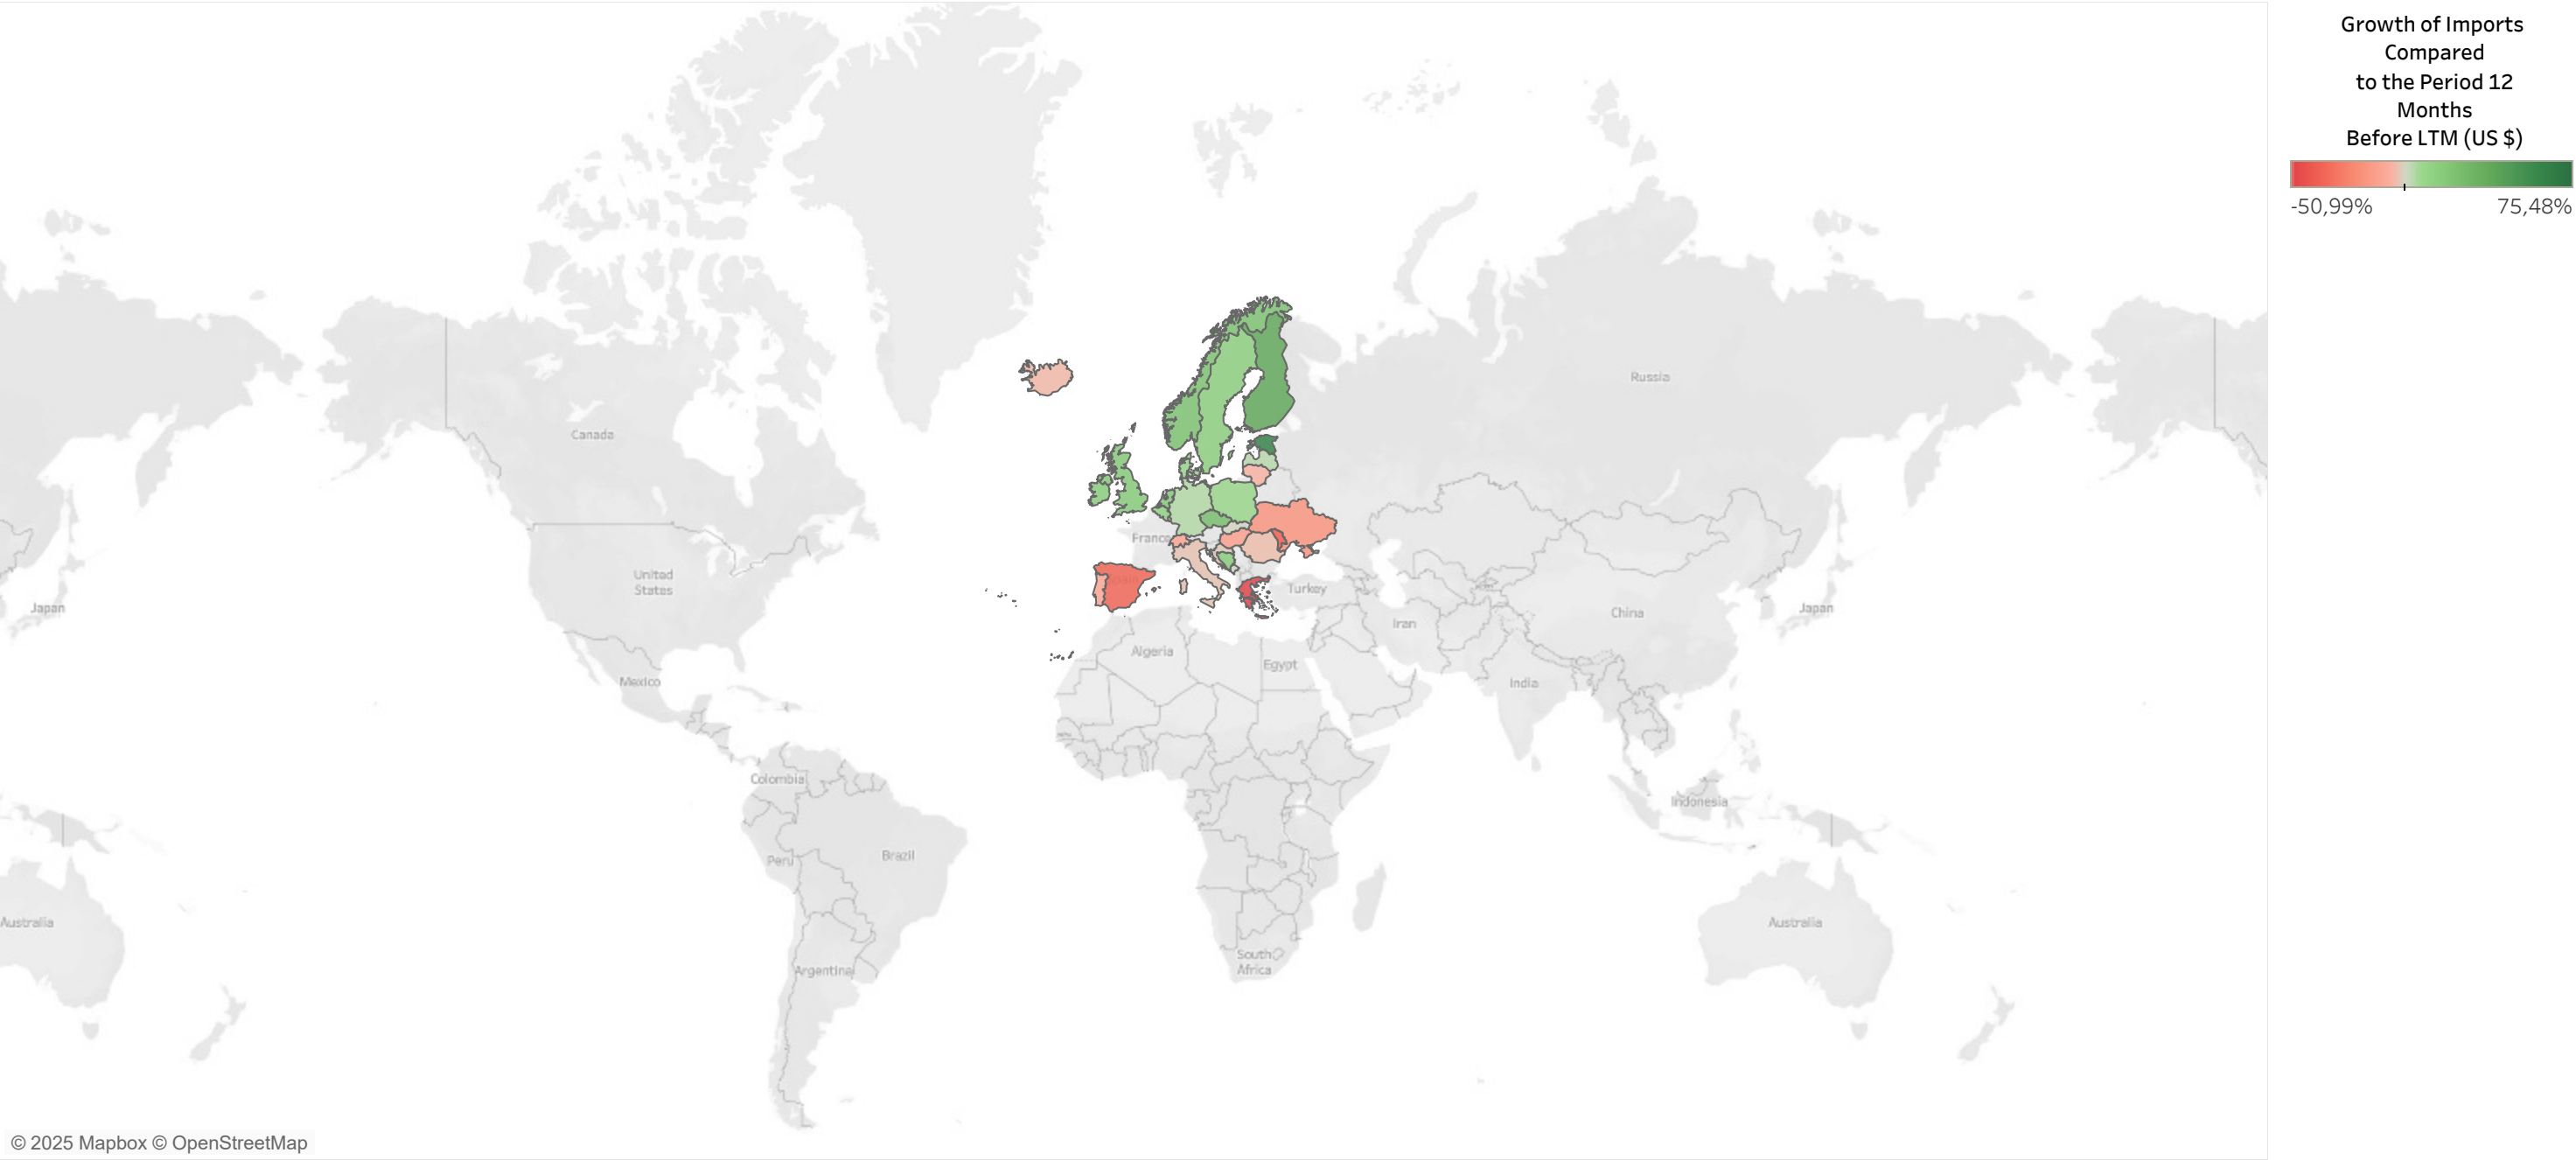 Growth of Imports
Compared
to the Period 12
Months
Before LTM (US $)
-50,99%
75,48%
Russia
Canada
France
United
States
Japan
Turkey
China
Japan
Iran
Algeria
Egypt
Mexico
India
Colombia
Indonesia
Peru
Brazil
Australia
Australia
South
Africa
Argentina
© 2025 Mapbox © OpenStreetMap